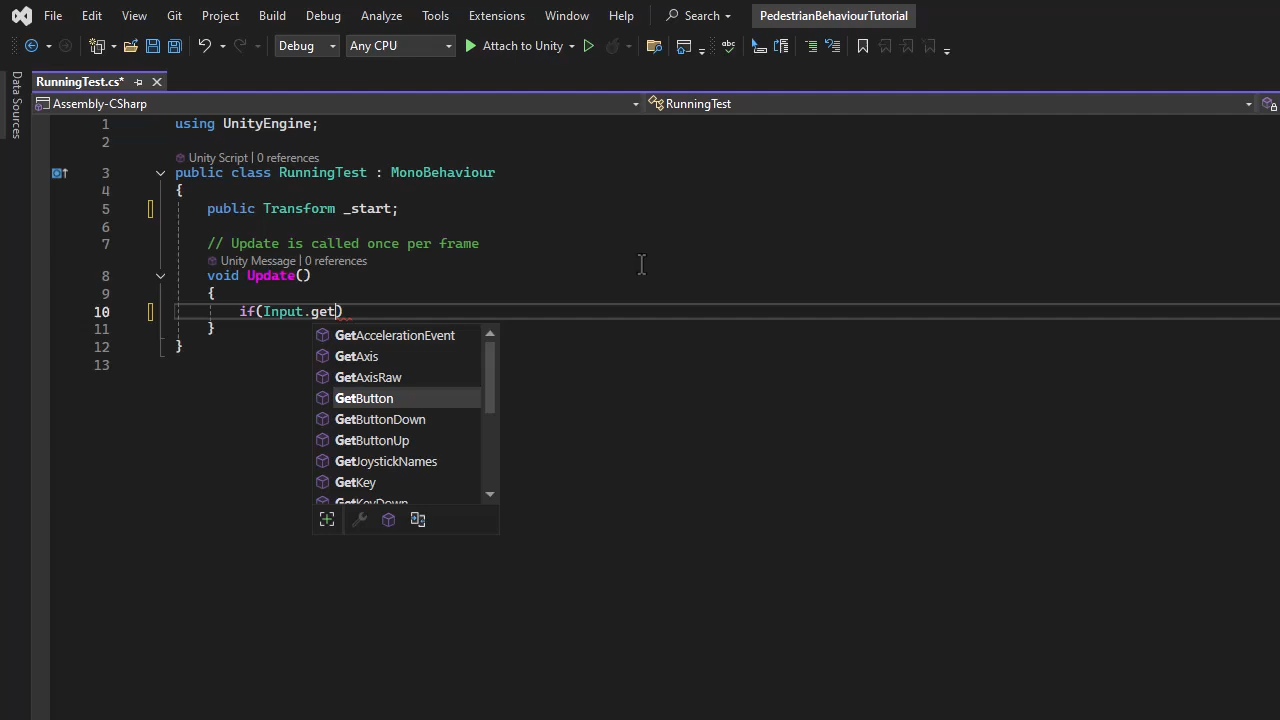 File Edit View Git Project Build Debug Analyze Tools Extensions Window Help Search PedestrianBehaviourTutorial
Debug Any CPU Attach to Unity
Data Sources
RunningTest.cs*
Assembly-CSharp RunningTest
1 using UnityEngine;
2
Unity Script | 0 references
3 public class RunningTest : MonoBehaviour
4 {
5 public Transform _start;
6
7 // Update is called once per frame
Unity Message | 0 references
8 void Update()
9 {
10 if(Input.get)
11 }
12 }
13
GetAccelerationEvent
GetAxis
GetAxisRaw
GetButton
GetButtonDown
GetButtonUp
GetJoystickNames
GetKey
GetKeyDown